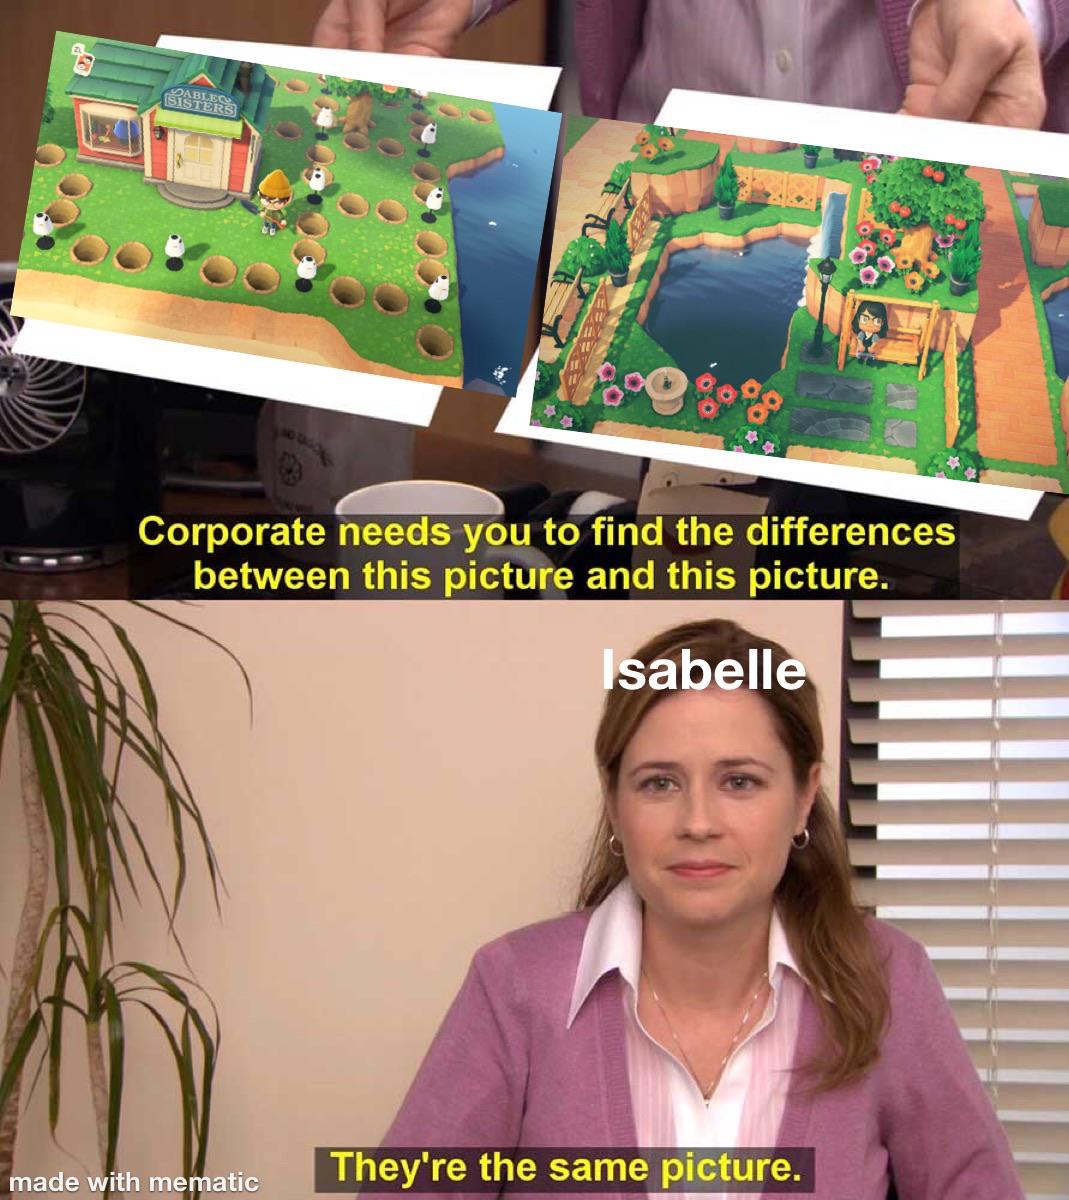 ZL
ABLE
SISTERS
Corporate needs you to find the differences
between this picture and this picture.
Isabelle
They're the same picture.
made with mematic